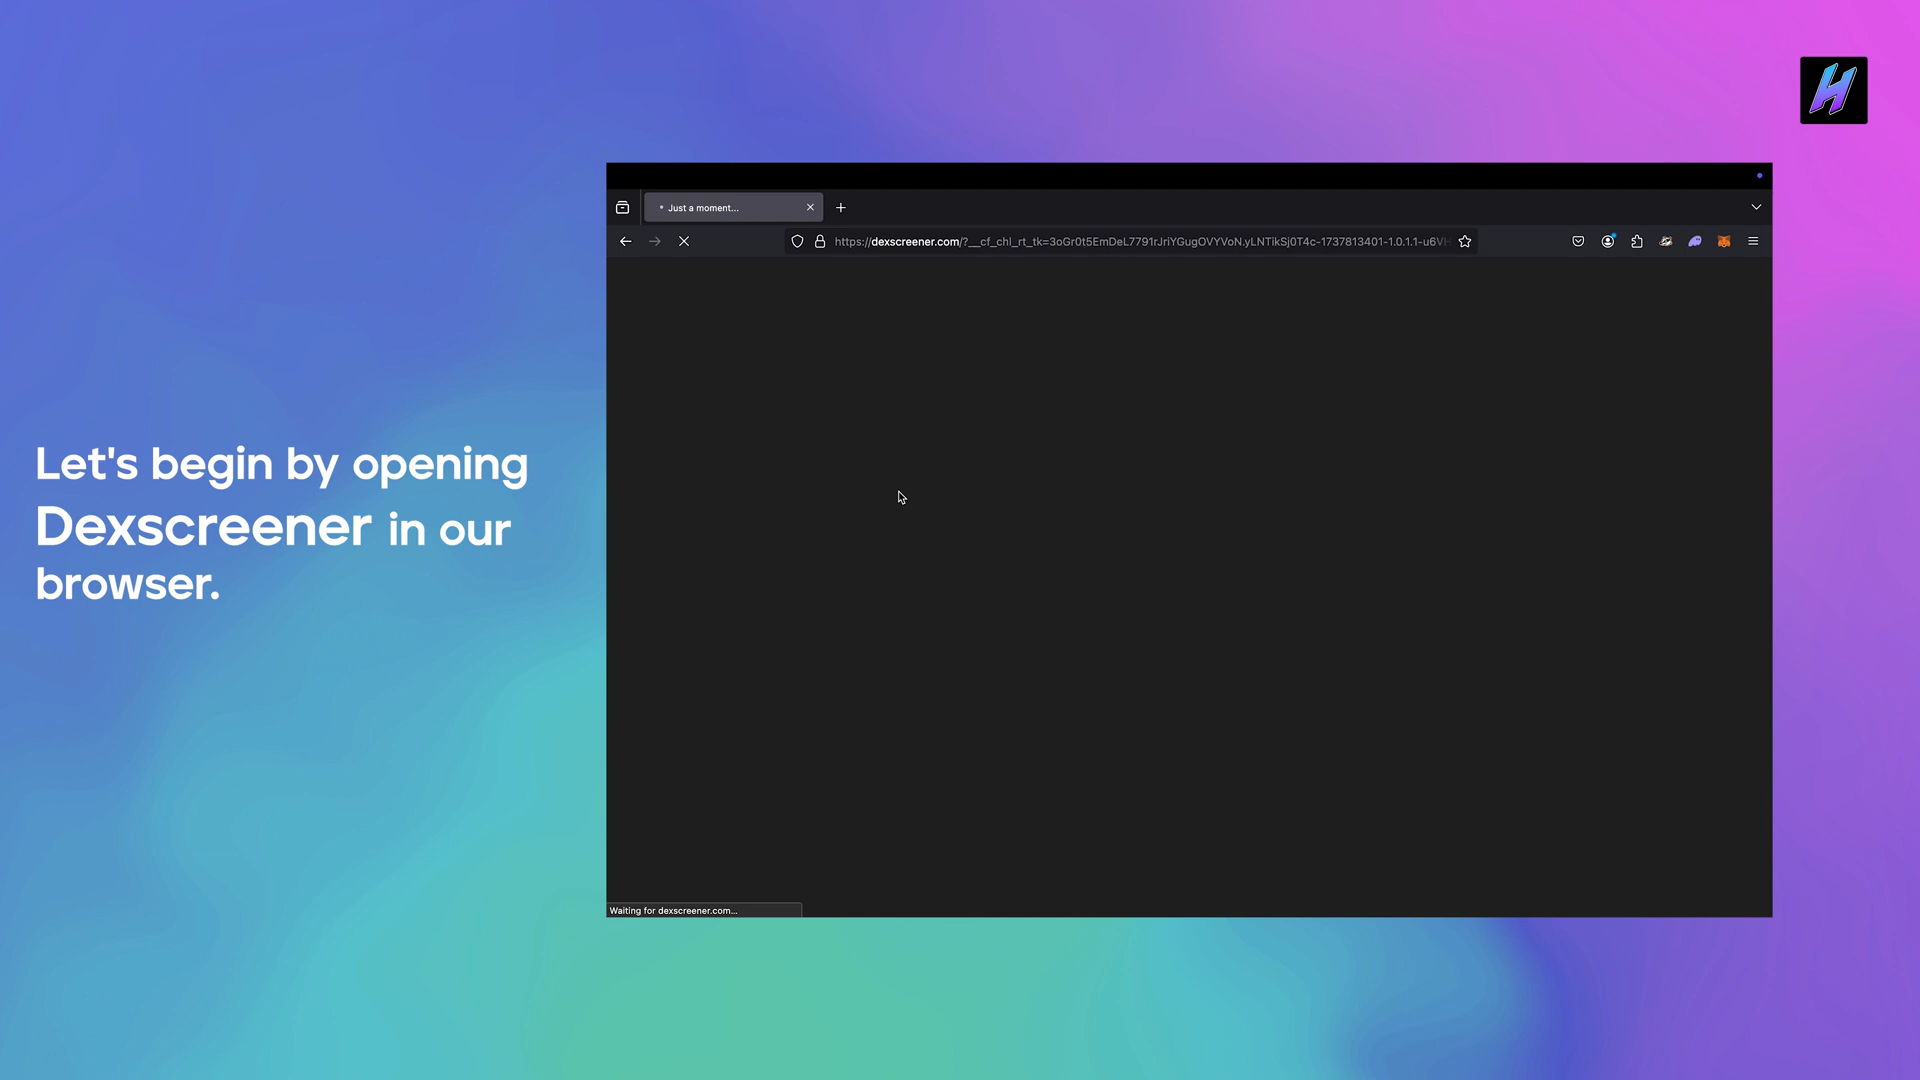 Let's begin by opening
Dexscreener in our
browser.
Just a moment...
https://dexscreener.com/?__cf_chl_rt_tk=3oGr0t5EmDeL7791rJriYGugOVYVoN.yLNTikSj0T4c-1737813401-1.0.1.1-u6VH
Waiting for dexscreener.com...
H